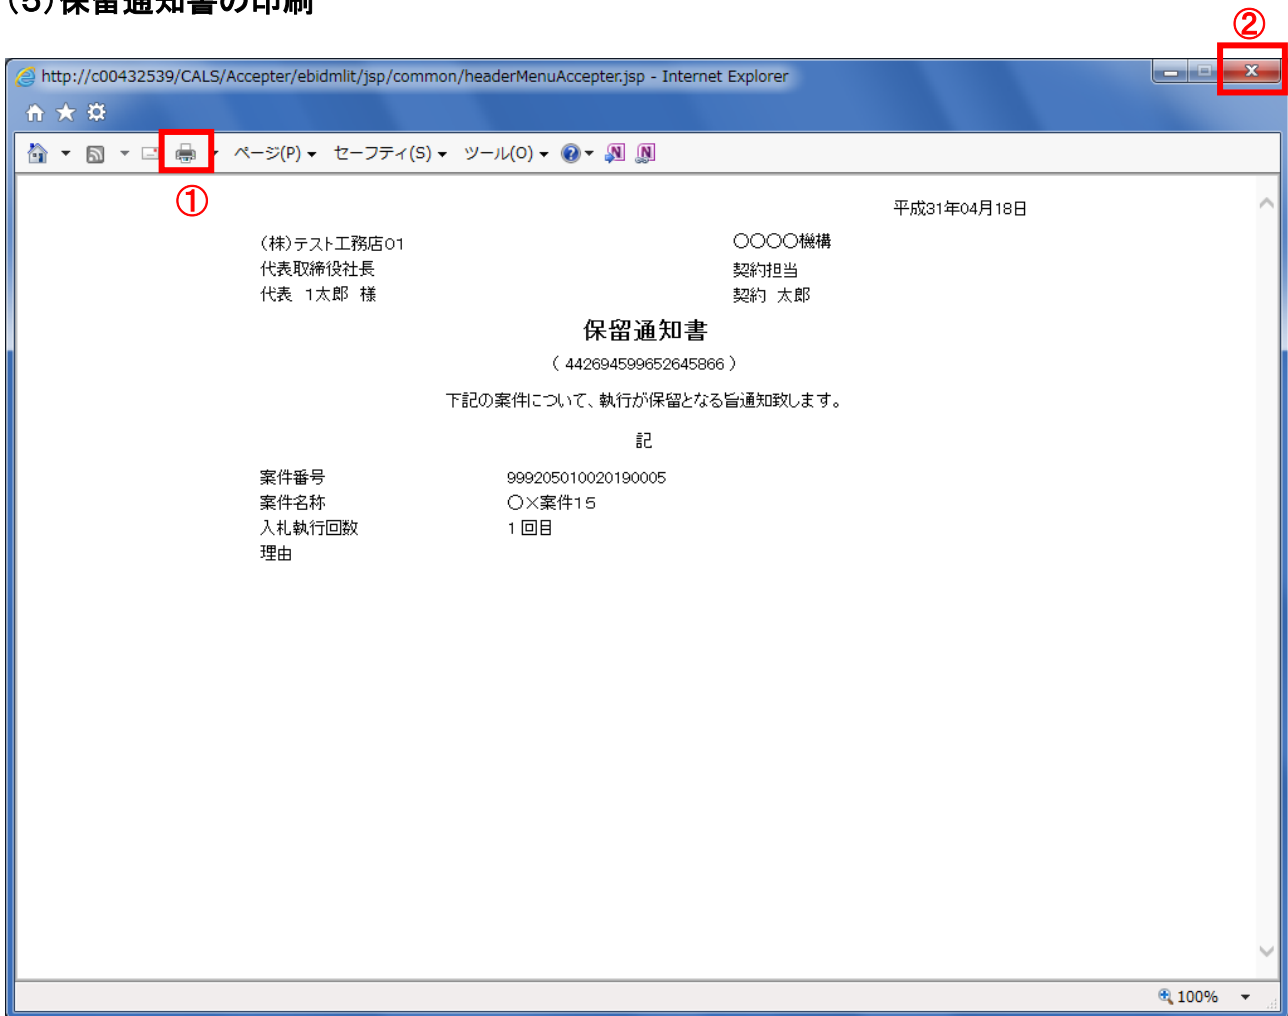 （5）保留通知書の印刷
②
http://c00432539/CALS/Accepter/ebidmlit/jsp/common/headerMenuAccepter.jsp - Internet Explorer
ページ(P) セーフティ(S) ツール(O)
①
平成31年04月18日
（株）テスト工務店01 〇〇〇〇機構
代表取締役社長 契約担当
代表 1太郎 様 契約 太郎
保留通知書
（ 442694599652645866 ）
下記の案件について、執行が保留となる旨通知致します。
記
案件番号 999205010020190005
案件名称 〇×案件15
入札執行回数 1 回目
理由
100%